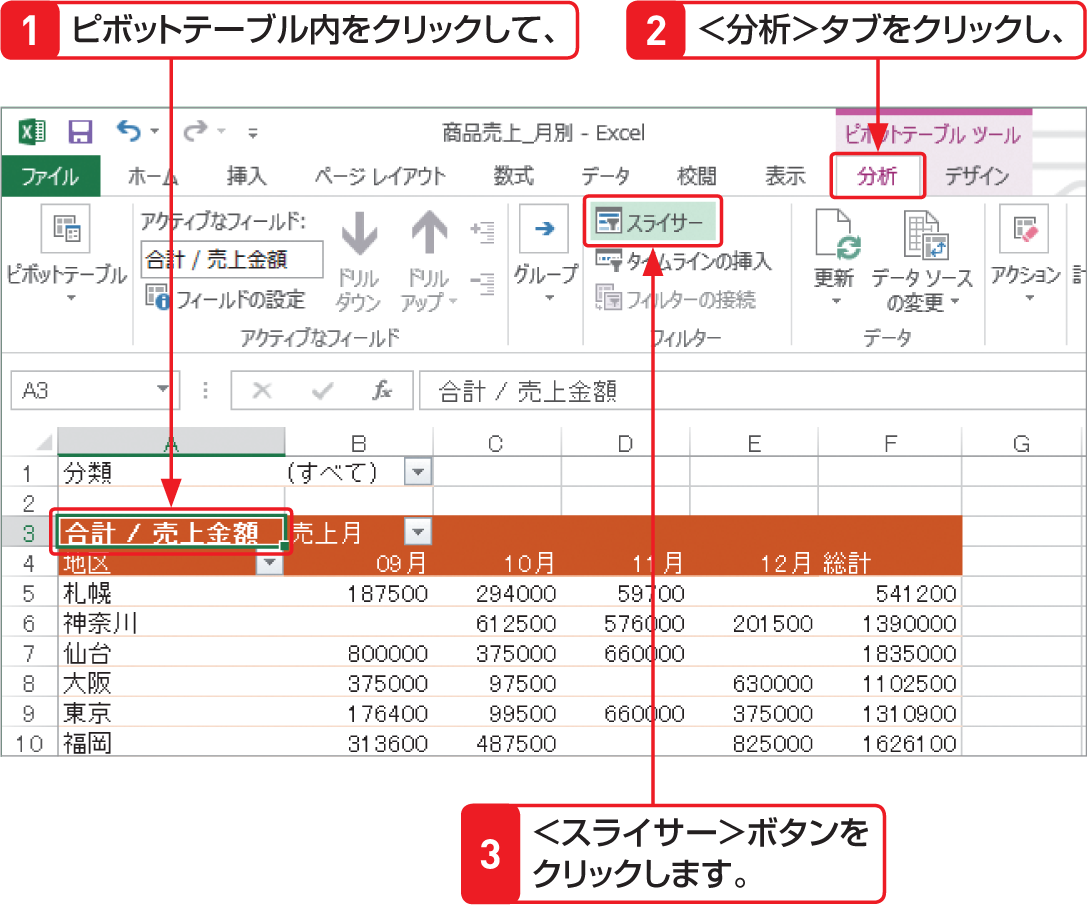 1 ピボットテーブル内をクリックして、
2 <分析>タブをクリックし、
商品売上_月別 - Excel
ピボットテーブル ツール
ファイル ホーム 挿入 ページ レイアウト 数式 データ 校閲 表示 分析 デザイン
ピボットテーブル
アクティブなフィールド:
合計 / 売上金額
フィールドの設定
ドリル
ダウン
ドリル
アップ
アクティブなフィールド
グループ
スライサー
タイムラインの挿入
フィルターの接続
フィルター
更新
データ ソース
の変更
データ
アクション
計
A3 fx 合計 / 売上金額
A B C D E F G
1 分類 (すべて)
2
3 合計 / 売上金額 売上月
4 地区 09月 10月 11月 12月 総計
5 札幌 187500 294000 59700 541200
6 神奈川 612500 576000 201500 1390000
7 仙台 800000 375000 660000 1835000
8 大阪 375000 97500 630000 1102500
9 東京 176400 99500 660000 375000 1310900
10 福岡 313600 487500 825000 1626100
3 <スライサー>ボタンを
クリックします。